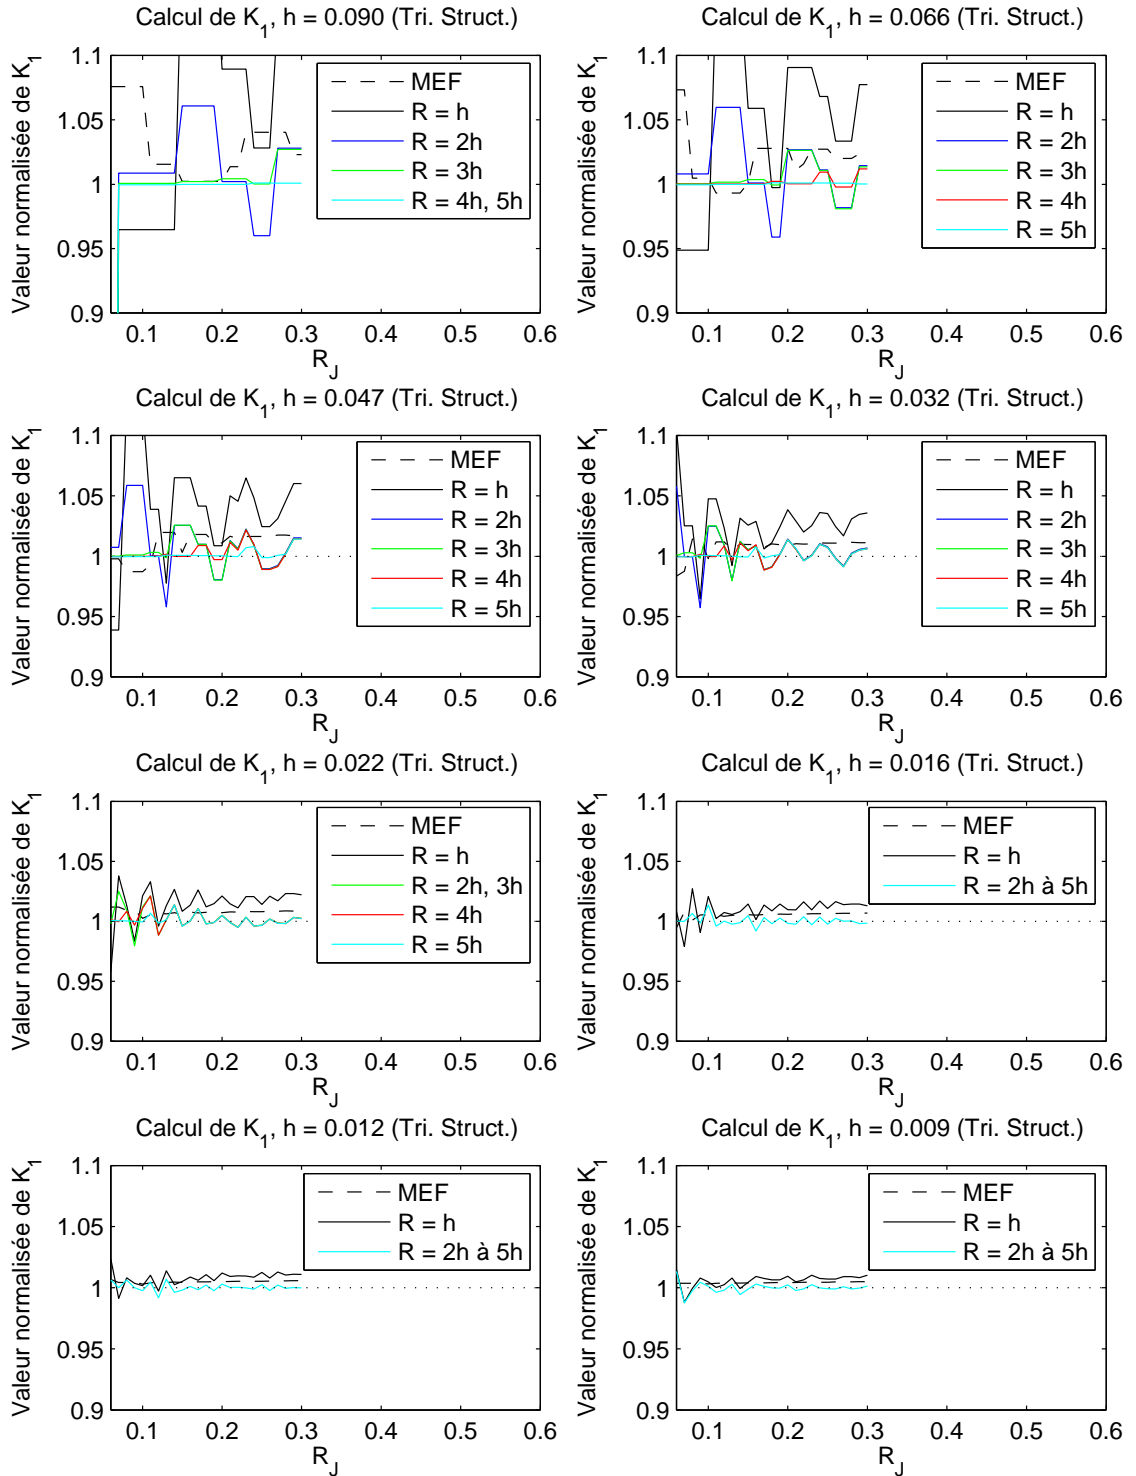 Calcul de K1, h = 0.090 (Tri. Struct.)
Valeur normalisée de K1
1.1
1.05
1
0.95
0.9
0.1
0.2
0.3
0.4
0.5
0.6
RJ
MEF
R = h
R = 2h
R = 3h
R = 4h, 5h
Calcul de K1, h = 0.066 (Tri. Struct.)
Valeur normalisée de K1
1.1
1.05
1
0.95
0.9
0.1
0.2
0.3
0.4
0.5
0.6
RJ
MEF
R = h
R = 2h
R = 3h
R = 4h
R = 5h
Calcul de K1, h = 0.047 (Tri. Struct.)
Valeur normalisée de K1
1.1
1.05
1
0.95
0.9
0.1
0.2
0.3
0.4
0.5
0.6
RJ
MEF
R = h
R = 2h
R = 3h
R = 4h
R = 5h
Calcul de K1, h = 0.032 (Tri. Struct.)
Valeur normalisée de K1
1.1
1.05
1
0.95
0.9
0.1
0.2
0.3
0.4
0.5
0.6
RJ
MEF
R = h
R = 2h
R = 3h
R = 4h
R = 5h
Calcul de K1, h = 0.022 (Tri. Struct.)
Valeur normalisée de K1
1.1
1.05
1
0.95
0.9
0.1
0.2
0.3
0.4
0.5
0.6
RJ
MEF
R = h
R = 2h, 3h
R = 4h
R = 5h
Calcul de K1, h = 0.016 (Tri. Struct.)
Valeur normalisée de K1
1.1
1.05
1
0.95
0.9
0.1
0.2
0.3
0.4
0.5
0.6
RJ
MEF
R = h
R = 2h à 5h
Calcul de K1, h = 0.012 (Tri. Struct.)
Valeur normalisée de K1
1.1
1.05
1
0.95
0.9
0.1
0.2
0.3
0.4
0.5
0.6
RJ
MEF
R = h
R = 2h à 5h
Calcul de K1, h = 0.009 (Tri. Struct.)
Valeur normalisée de K1
1.1
1.05
1
0.95
0.9
0.1
0.2
0.3
0.4
0.5
0.6
RJ
MEF
R = h
R = 2h à 5h